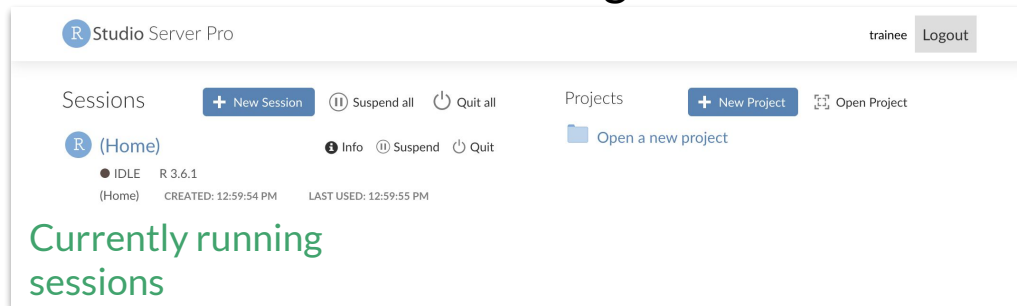 R Studio Server Pro
trainee Logout
Sessions + New Session Suspend all Quit all
Projects + New Project Open Project
R (Home) Info Suspend Quit
Open a new project
IDLE R 3.6.1
(Home) CREATED: 12:59:54 PM LAST USED: 12:59:55 PM
Currently running
sessions